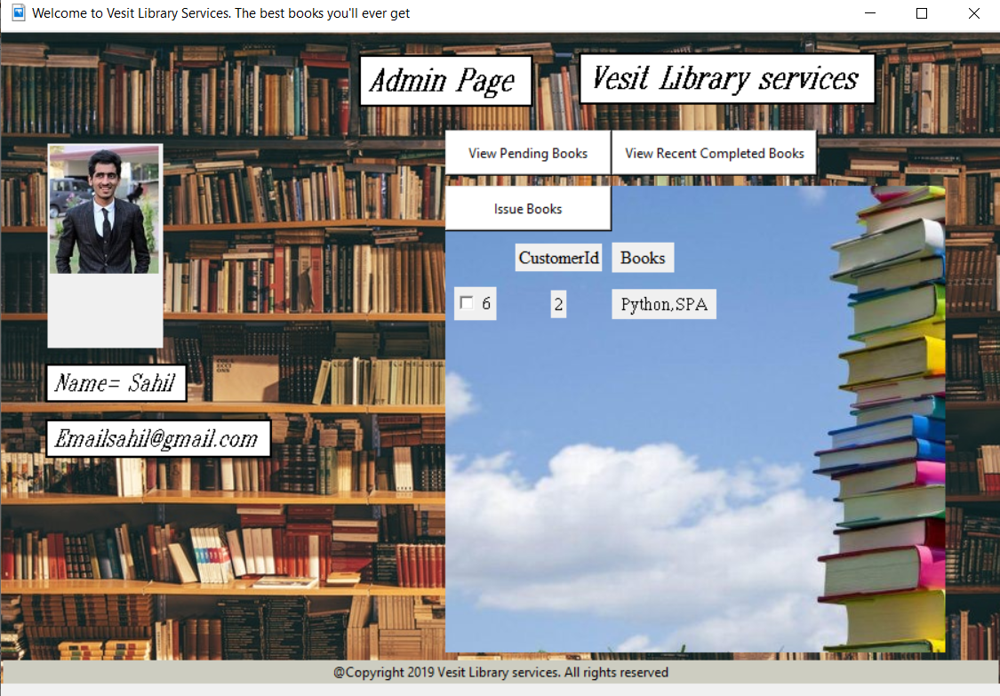 Welcome to Vesit Library Services. The best books you'll ever get
Admin Page
Vesit Library services
View Pending Books
View Recent Completed Books
Issue Books
CustomerId Books
6 2 Python,SPA
Name= Sahil
Emailsahil@gmail.com
@Copyright 2019 Vesit Library services. All rights reserved